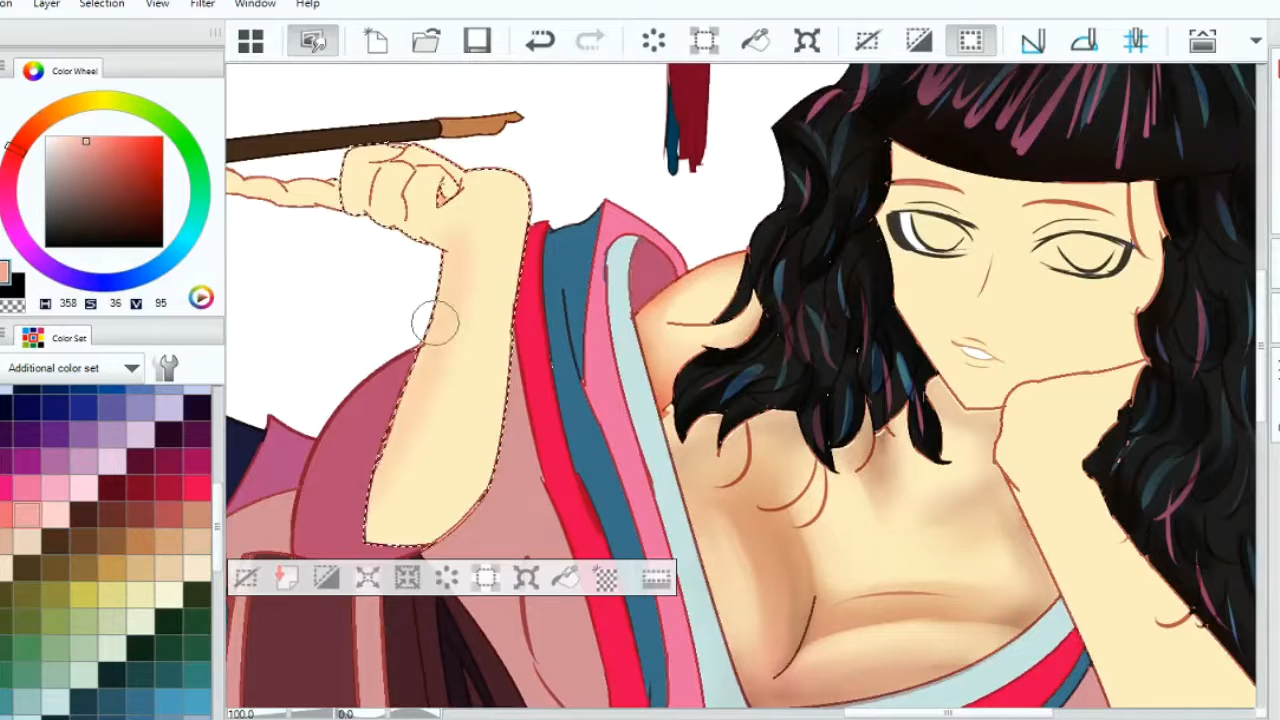 Layer Selection View Filter Window Help
Color Wheel
H 358 S 36 V 95
Color Set
Additional color set
100.0 0.0